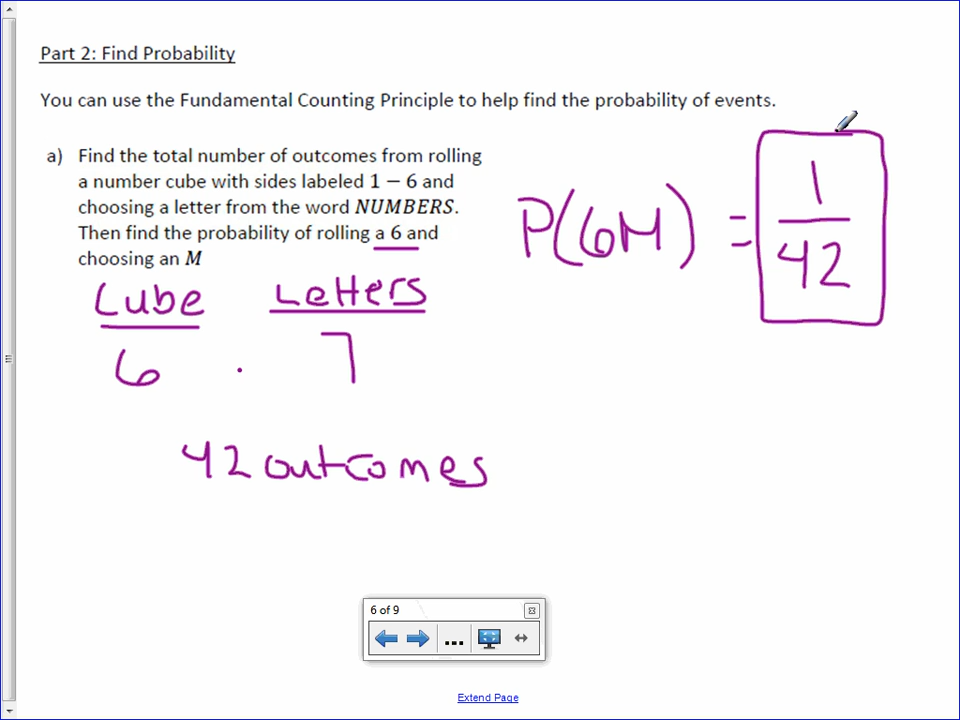 Part 2: Find Probability
You can use the Fundamental Counting Principle to help find the probability of events.
a) Find the total number of outcomes from rolling
a number cube with sides labeled 1 – 6 and
choosing a letter from the word NUMBERS.
Then find the probability of rolling a 6 and
choosing an M
P(6M) = 1/42
Cube Letters
6 . 7
42 outcomes
6 of 9
...
Extend Page